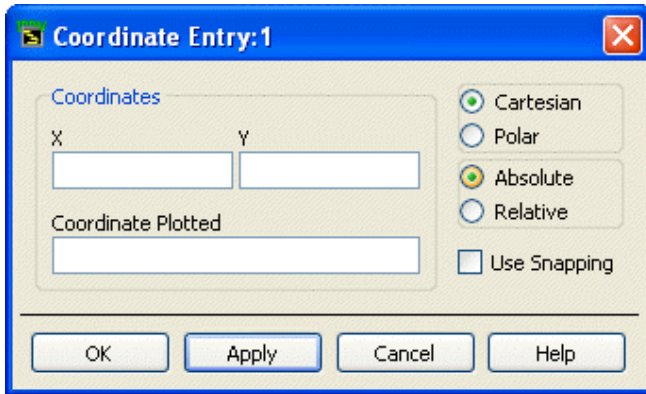 Coordinate Entry:1
Coordinates
X Y
Coordinate Plotted
Cartesian
Polar
Absolute
Relative
Use Snapping
OK Apply Cancel Help